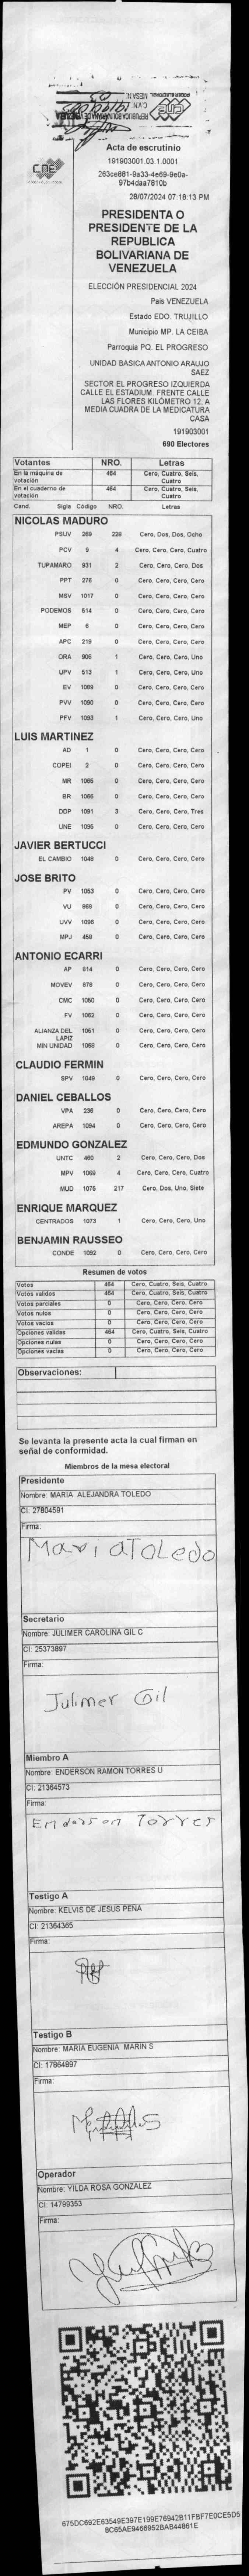 Acta de escrutinio
191903001.03.1.0001
263ce881-9a33-4e69-9e0a-
97b4daa7810b
28/07/2024 07:18:13 PM
PRESIDENTA O
PRESIDENTE DE LA
REPUBLICA
BOLIVARIANA DE
VENEZUELA
ELECCIÓN PRESIDENCIAL 2024
País VENEZUELA
Estado EDO. TRUJILLO
Municipio MP. LA CEIBA
Parroquia PQ. EL PROGRESO
UNIDAD BASICA ANTONIO ARAUJO
SAEZ
SECTOR EL PROGRESO IZQUIERDA
CALLE EL ESTADIUM. FRENTE CALLE
LAS FLORES KILÓMETRO 12. A
MEDIA CUADRA DE LA MEDICATURA
CASA
191903001
690 Electores
Votantes NRO. Letras
En la máquina de votación 464 Cero, Cuatro, Seis, Cuatro
En el cuaderno de votación 464 Cero, Cuatro, Seis, Cuatro
Cand. Sigla Código NRO. Letras
NICOLAS MADURO
PSUV 269 228 Cero, Dos, Dos, Ocho
PCV 9 4 Cero, Cero, Cero, Cuatro
TUPAMARO 931 2 Cero, Cero, Cero, Dos
PPT 276 0 Cero, Cero, Cero, Cero
MSV 1017 0 Cero, Cero, Cero, Cero
PODEMOS 514 0 Cero, Cero, Cero, Cero
MEP 6 0 Cero, Cero, Cero, Cero
APC 219 0 Cero, Cero, Cero, Cero
ORA 906 1 Cero, Cero, Cero, Uno
UPV 513 1 Cero, Cero, Cero, Uno
EV 1089 0 Cero, Cero, Cero, Cero
PVV 1090 0 Cero, Cero, Cero, Cero
PFV 1093 1 Cero, Cero, Cero, Uno
LUIS MARTINEZ
AD 1 0 Cero, Cero, Cero, Cero
COPEI 2 0 Cero, Cero, Cero, Cero
MR 1065 0 Cero, Cero, Cero, Cero
BR 1066 0 Cero, Cero, Cero, Cero
DDP 1091 3 Cero, Cero, Cero, Tres
UNE 1095 0 Cero, Cero, Cero, Cero
JAVIER BERTUCCI
EL CAMBIO 1048 0 Cero, Cero, Cero, Cero
JOSE BRITO
PV 1053 0 Cero, Cero, Cero, Cero
VU 868 0 Cero, Cero, Cero, Cero
UVV 1096 0 Cero, Cero, Cero, Cero
MPJ 458 0 Cero, Cero, Cero, Cero
ANTONIO ECARRI
AP 814 0 Cero, Cero, Cero, Cero
MOVEV 878 0 Cero, Cero, Cero, Cero
CMC 1050 0 Cero, Cero, Cero, Cero
FV 1062 0 Cero, Cero, Cero, Cero
ALIANZA DEL LAPIZ 1051 0 Cero, Cero, Cero, Cero
MIN UNIDAD 1068 0 Cero, Cero, Cero, Cero
CLAUDIO FERMIN
SPV 1049 0 Cero, Cero, Cero, Cero
DANIEL CEBALLOS
VPA 236 0 Cero, Cero, Cero, Cero
AREPA 1094 0 Cero, Cero, Cero, Cero
EDMUNDO GONZALEZ
UNTC 460 2 Cero, Cero, Cero, Dos
MPV 1069 4 Cero, Cero, Cero, Cuatro
MUD 1075 217 Cero, Dos, Uno, Siete
ENRIQUE MARQUEZ
CENTRADOS 1073 1 Cero, Cero, Cero, Uno
BENJAMIN RAUSSEO
CONDE 1092 0 Cero, Cero, Cero, Cero
Resumen de votos
Votos 464 Cero, Cuatro, Seis, Cuatro
Votos validos 464 Cero, Cuatro, Seis, Cuatro
Votos parciales 0 Cero, Cero, Cero, Cero
Votos nulos 0 Cero, Cero, Cero, Cero
Votos vacios 0 Cero, Cero, Cero, Cero
Opciones validas 464 Cero, Cuatro, Seis, Cuatro
Opciones nulas 0 Cero, Cero, Cero, Cero
Opciones vacias 0 Cero, Cero, Cero, Cero
Observaciones:
Se levanta la presente acta la cual firman en
señal de conformidad.
Miembros de la mesa electoral
Presidente
Nombre: MARIA ALEJANDRA TOLEDO
CI: 27804591
Firma:
Maria Toledo
Secretario
Nombre: JULIMER CAROLINA GIL C
CI: 25373897
Firma:
Julimer Gil
Miembro A
Nombre: ENDERSON RAMON TORRES U
CI: 21364573
Firma:
Enderson Torres
Testigo A
Nombre: KELVIS DE JESUS PEÑA
CI: 21364365
Firma:
Testigo B
Nombre: MARIA EUGENIA MARIN S
CI: 17864897
Firma:
Operador
Nombre: YILDA ROSA GONZALEZ
CI: 14799353
Firma:
675DC692E63549E397E199E76942B11FBF7E0CE5D5
8C65AE9466952BAB44861E